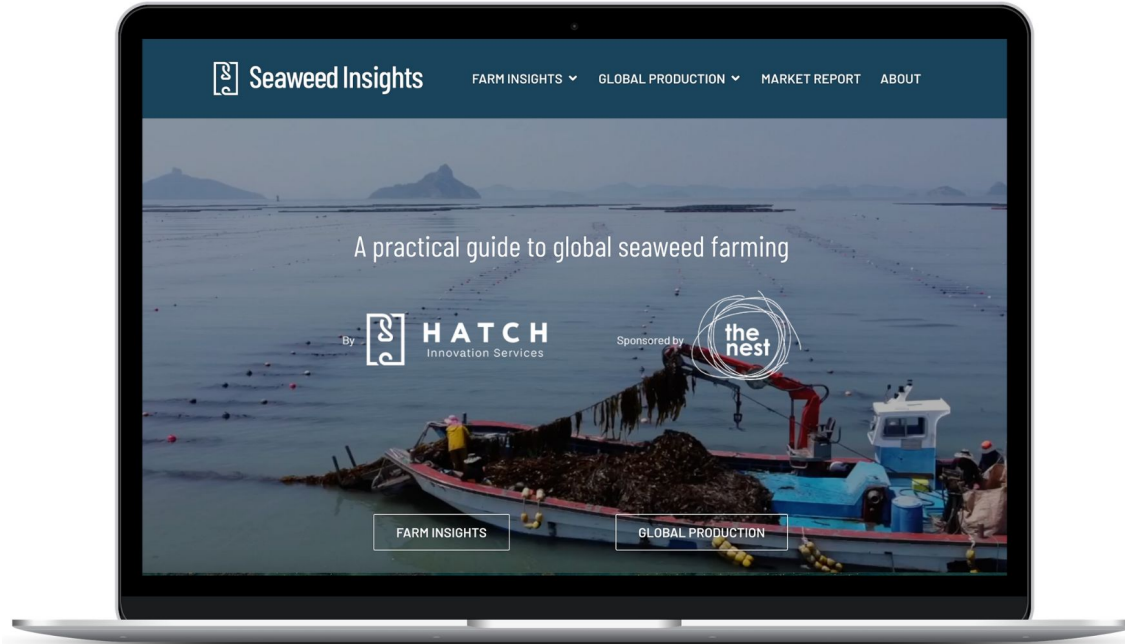 Seaweed Insights
FARM INSIGHTS
GLOBAL PRODUCTION
MARKET REPORT
ABOUT
A practical guide to global seaweed farming
By
HATCH
Innovation Services
Sponsored by
the
nest
FARM INSIGHTS
GLOBAL PRODUCTION